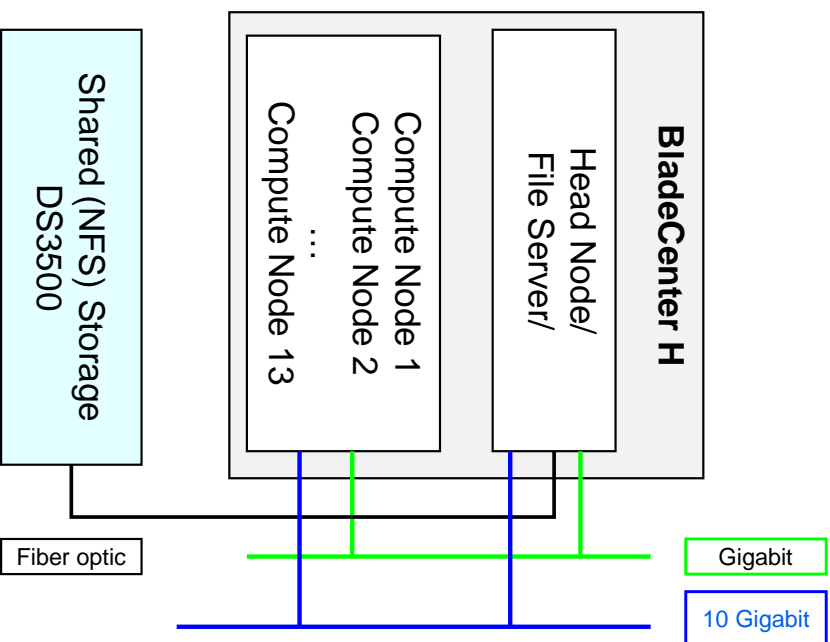 BladeCenter H
Head Node/
File Server/
Compute Node 1
Compute Node 2
...
Compute Node 13
Shared (NFS) Storage
DS3500
Fiber optic
Gigabit
10 Gigabit